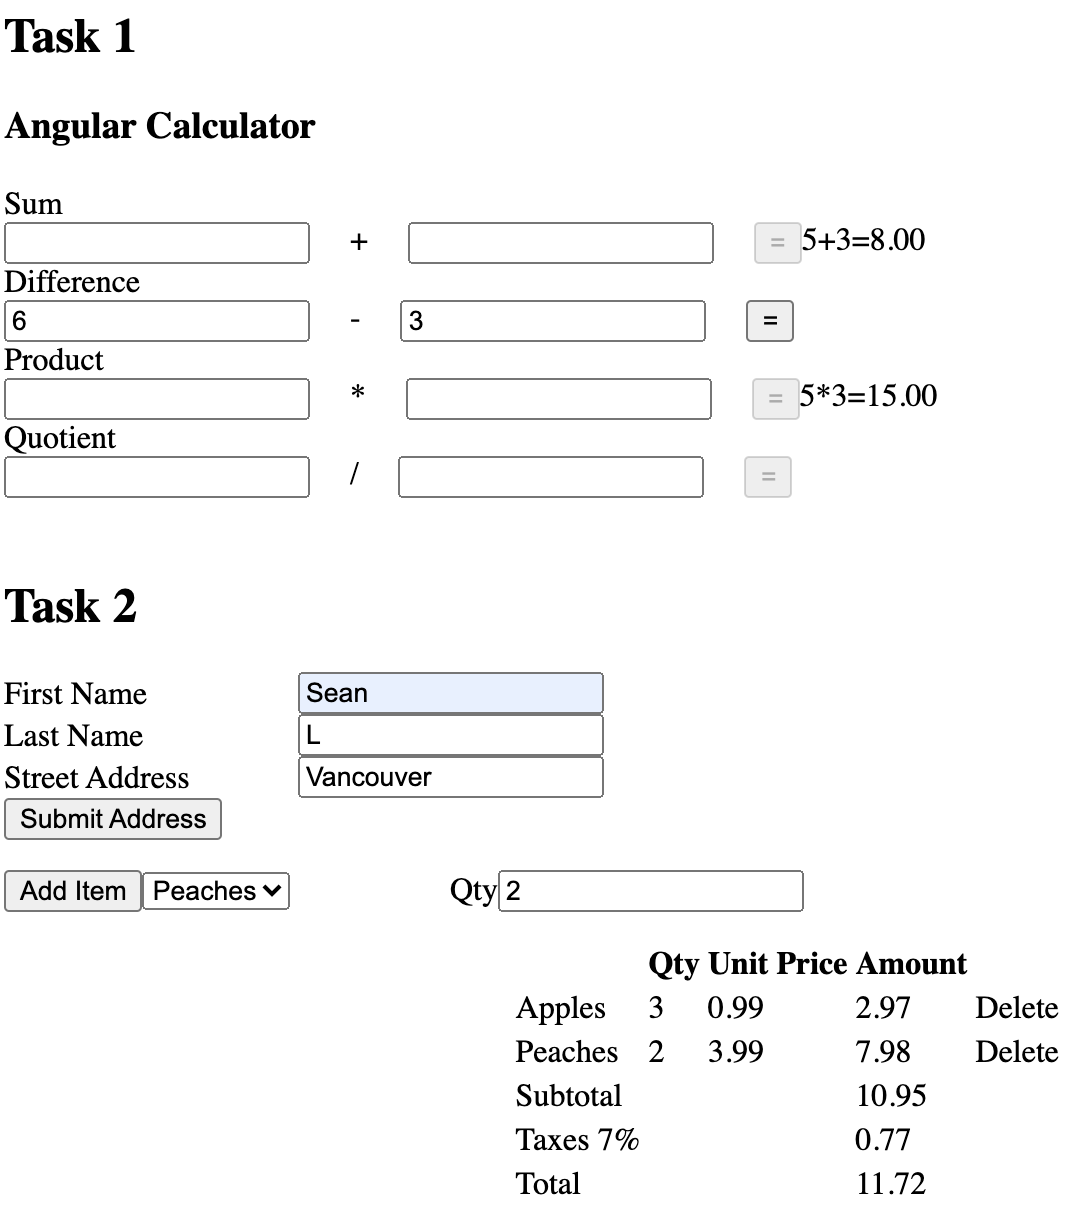 Task 1
Angular Calculator
Sum
+ = 5+3=8.00
Difference
6 - 3 =
Product
* = 5*3=15.00
Quotient
/ =
Task 2
First Name Sean
Last Name L
Street Address Vancouver
Submit Address
Add Item Peaches Qty 2
Qty Unit Price Amount
Apples 3 0.99 2.97 Delete
Peaches 2 3.99 7.98 Delete
Subtotal 10.95
Taxes 7% 0.77
Total 11.72